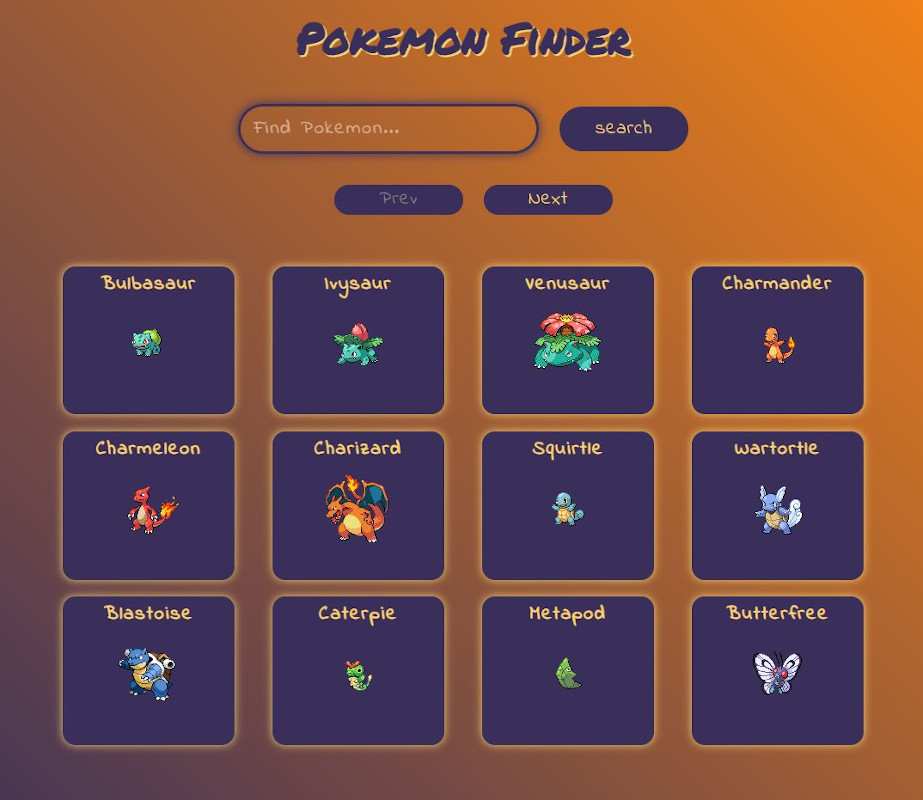 Pokemon Finder
Find Pokemon...
search
Prev
Next
Bulbasaur
Ivysaur
Venusaur
Charmander
Charmeleon
Charizard
Squirtle
Wartortle
Blastoise
Caterpie
Metapod
Butterfree